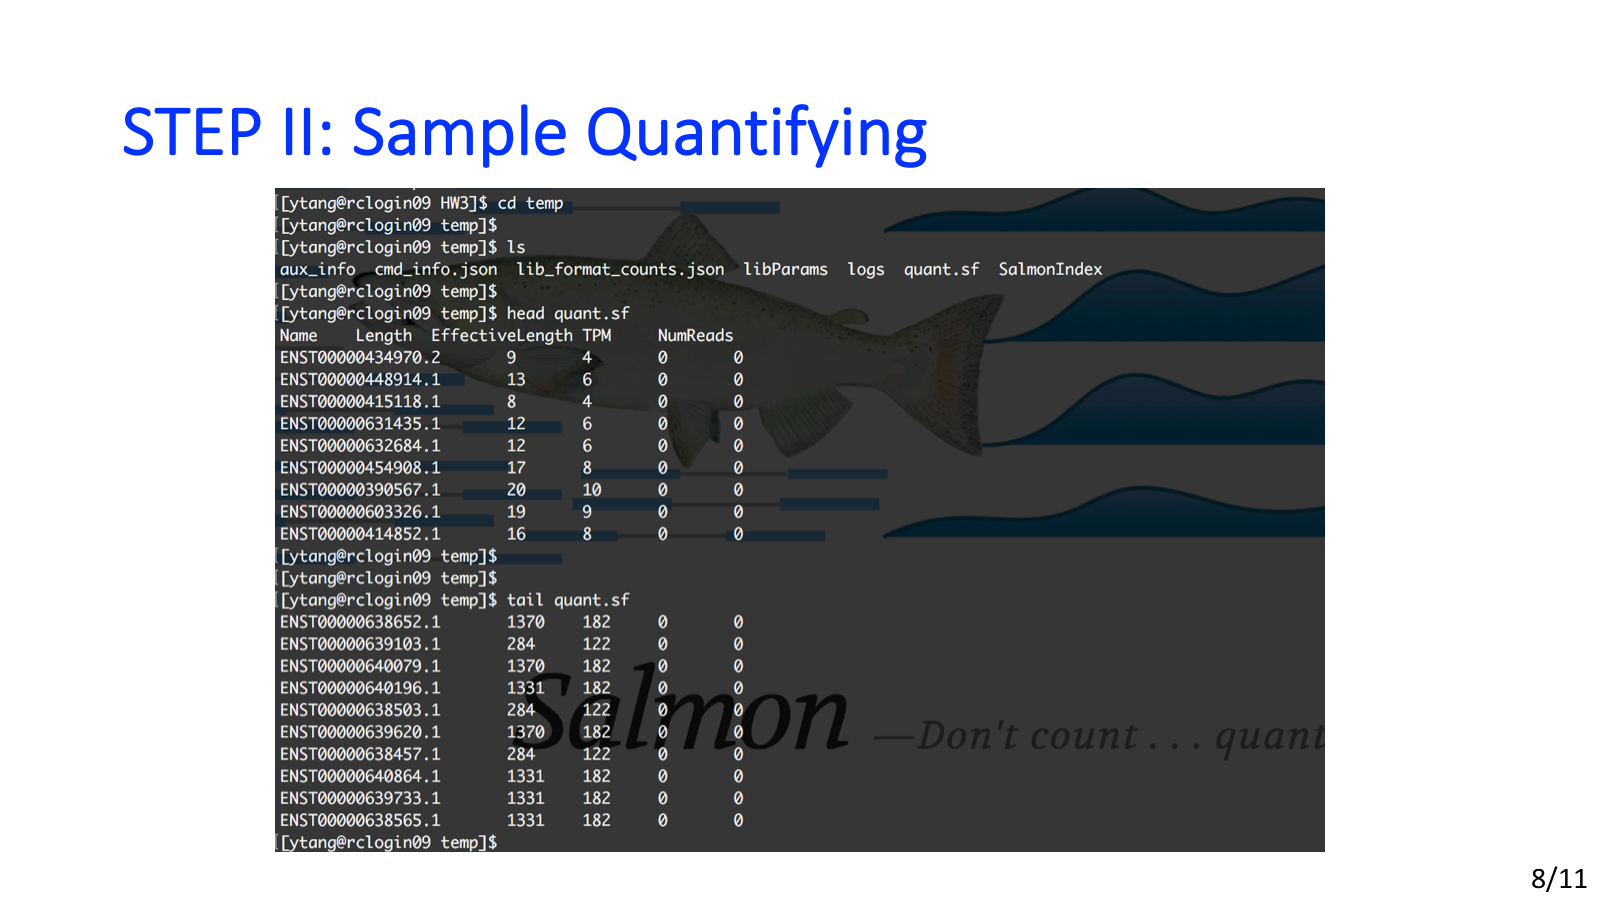 STEP II: Sample Quantifying
[[ytang@rclogin09 HW3]$ cd temp
[[ytang@rclogin09 temp]$
[[ytang@rclogin09 temp]$ ls
aux_info  cmd_info.json  lib_format_counts.json  libParams  logs  quant.sf  SalmonIndex
[[ytang@rclogin09 temp]$
[[ytang@rclogin09 temp]$ head quant.sf
Name    Length  EffectiveLength TPM     NumReads
ENST00000434970.2       9       4       0       0
ENST00000448914.1       13      6       0       0
ENST00000415118.1       8       4       0       0
ENST00000631435.1       12      6       0       0
ENST00000632684.1       12      6       0       0
ENST00000454908.1       17      8       0       0
ENST00000390567.1       20      10      0       0
ENST00000603326.1       19      9       0       0
ENST00000414852.1       16      8       0       0
[[ytang@rclogin09 temp]$
[[ytang@rclogin09 temp]$
[[ytang@rclogin09 temp]$ tail quant.sf
ENST00000638652.1       1370    182     0       0
ENST00000639103.1       284     122     0       0
ENST00000640079.1       1370    182     0       0
ENST00000640196.1       1331    182     0       0
ENST00000638503.1       284     122     0       0
ENST00000639620.1       1370    182     0       0
ENST00000638457.1       284     122     0       0
ENST00000640864.1       1331    182     0       0
ENST00000639733.1       1331    182     0       0
ENST00000638565.1       1331    182     0       0
[[ytang@rclogin09 temp]$
Salmon —Don't count . . . quant
8/11